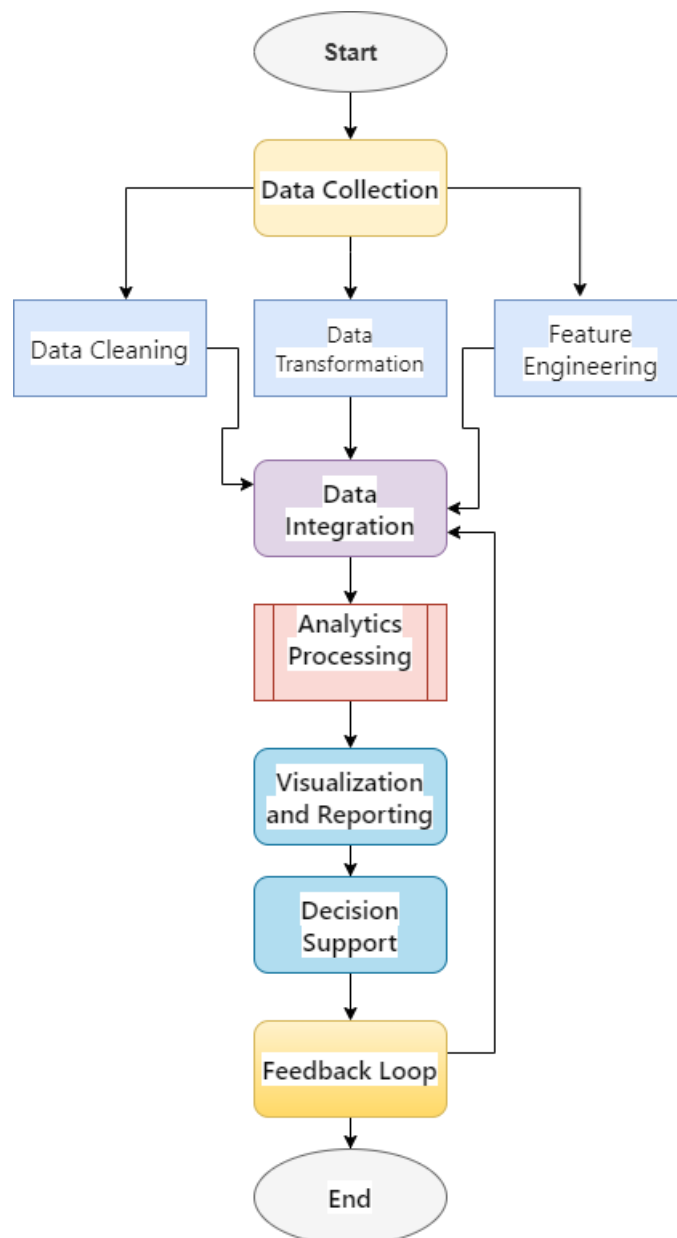 Start
Data Collection
Data Cleaning
Data
Transformation
Feature
Engineering
Data
Integration
Analytics
Processing
Visualization
and Reporting
Decision
Support
Feedback Loop
End